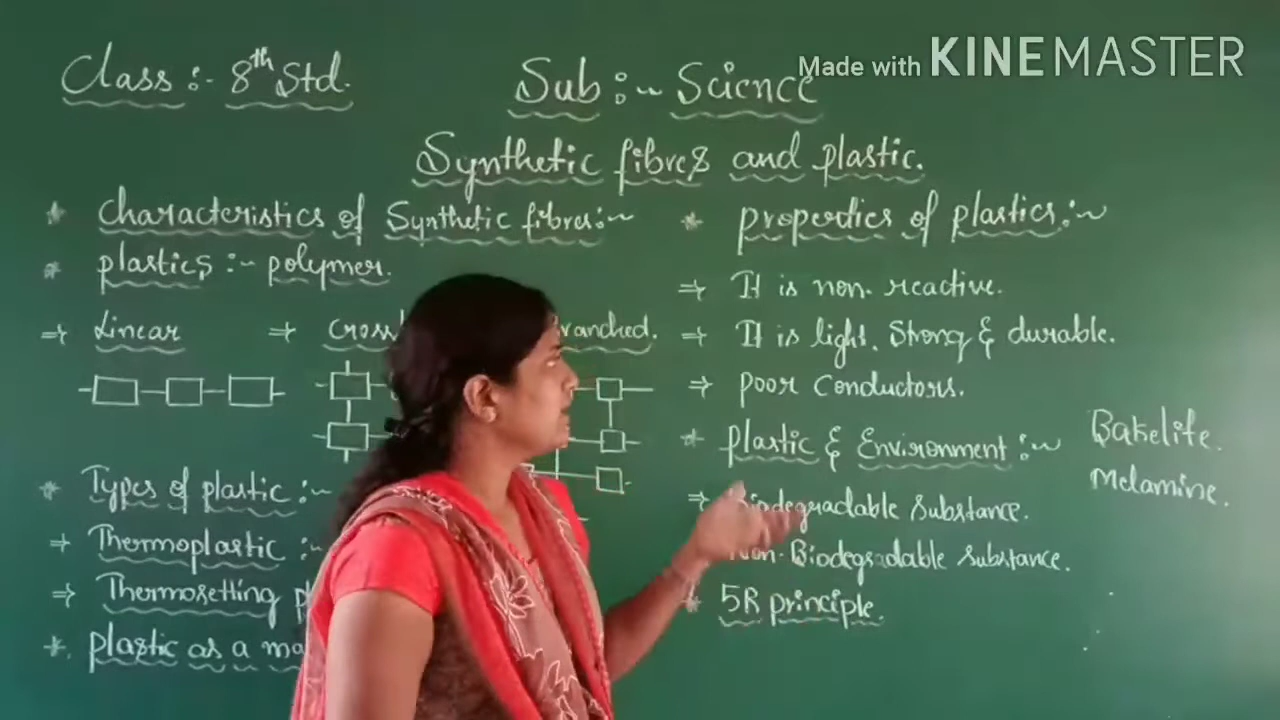 Class :- 8th Std.
Sub :- Science
Made with KINEMASTER
Synthetic fibres and plastic.
* Characteristics of Synthetic fibres :-
* plastics :- polymer.
⇒ Linear ⇒ Cross ranched.
* Types of plastic :-
→ Thermoplastic :-
⇒ Thermosetting p
* plastic as a ma
* properties of plastics :-
⇒ It is non-reactive.
⇒ It is light, Strong & durable.
⇒ poor conductors.
* plastic & Environment :-
⇒ Biodegradable Substance.
Non-Biodegradable substance.
* 5R principle.
Bakelite.
Melamine.